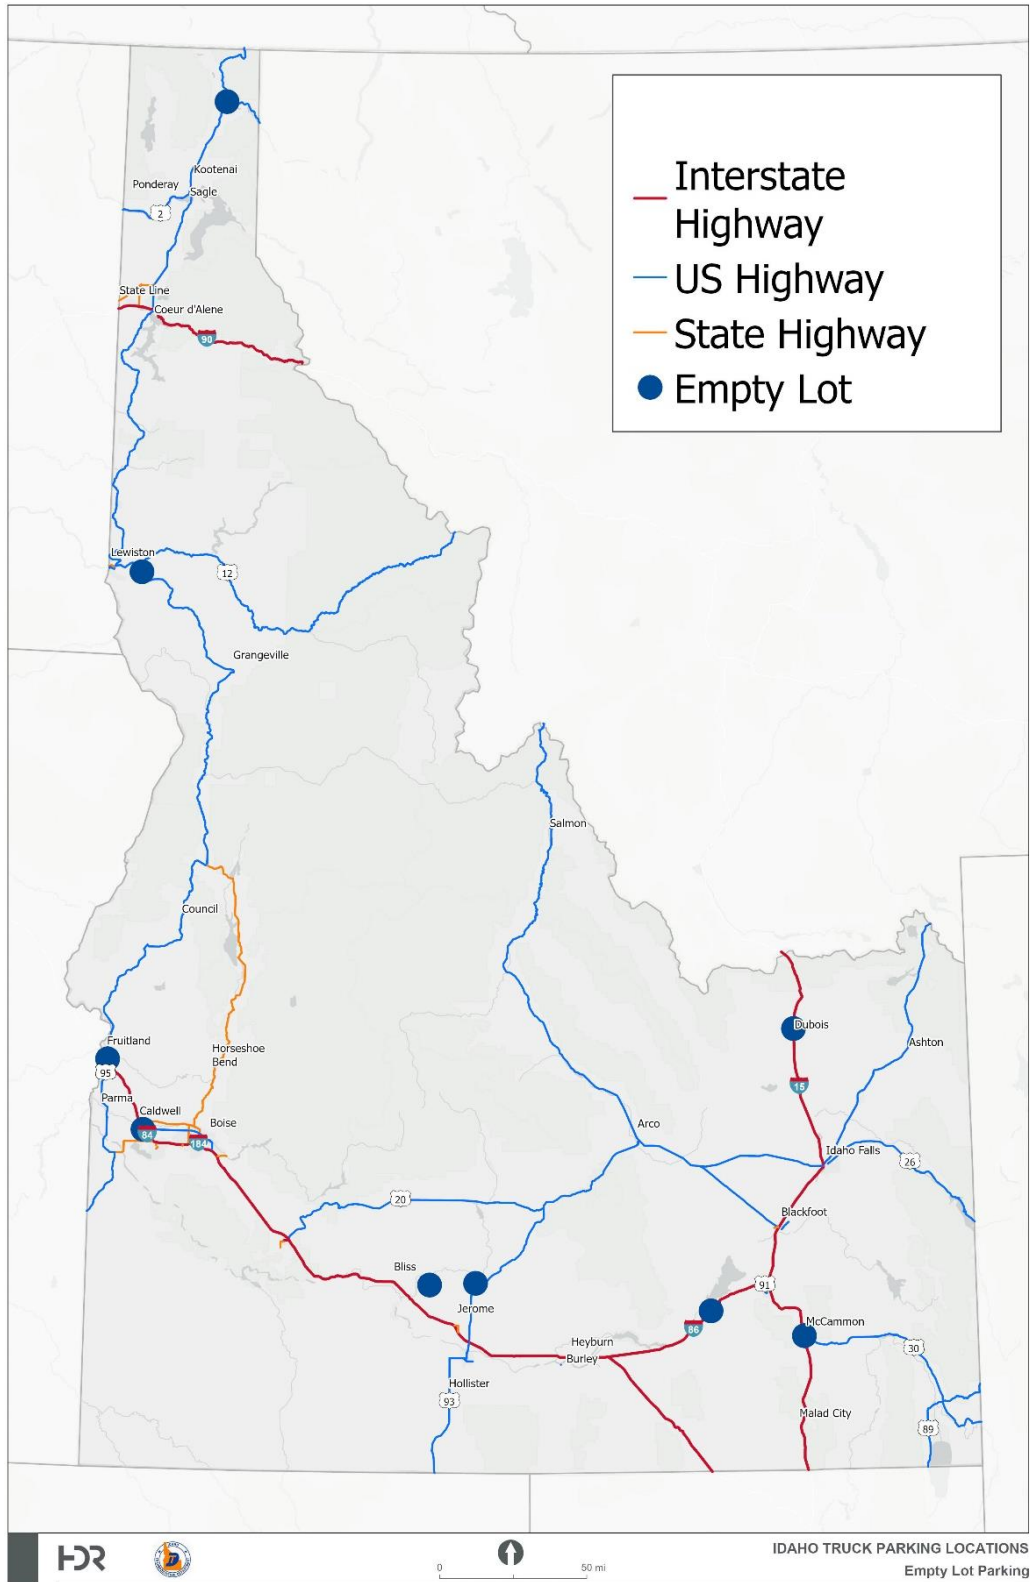 Interstate
Highway
US Highway
State Highway
Empty Lot
Kootenai
Ponderay
Sagle
2
State Line
Coeur d'Alene
90
Lewiston
12
Grangeville
Salmon
Council
Fruitland
95
Horseshoe
Bend
Parma
Caldwell
Boise
84
184
Dubois
Ashton
15
Arco
Idaho Falls
26
20
Blackfoot
Bliss
91
Jerome
McCammon
86
Heyburn
Burley
30
Hollister
93
Malad City
89
HDR
0 50 mi
IDAHO TRUCK PARKING LOCATIONS
Empty Lot Parking